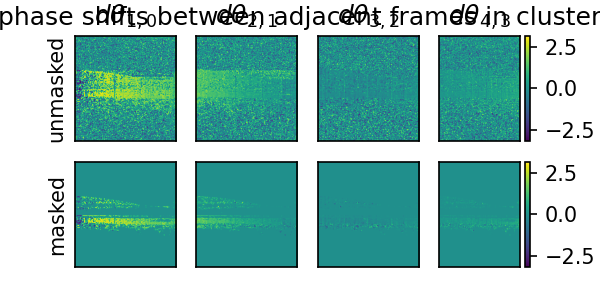 phase shifts between adjacent frames in cluster
dθ1,0 dθ2,1 dθ3,2 dθ4,3
unmasked
2.5
0.0
−2.5
masked
2.5
0.0
−2.5